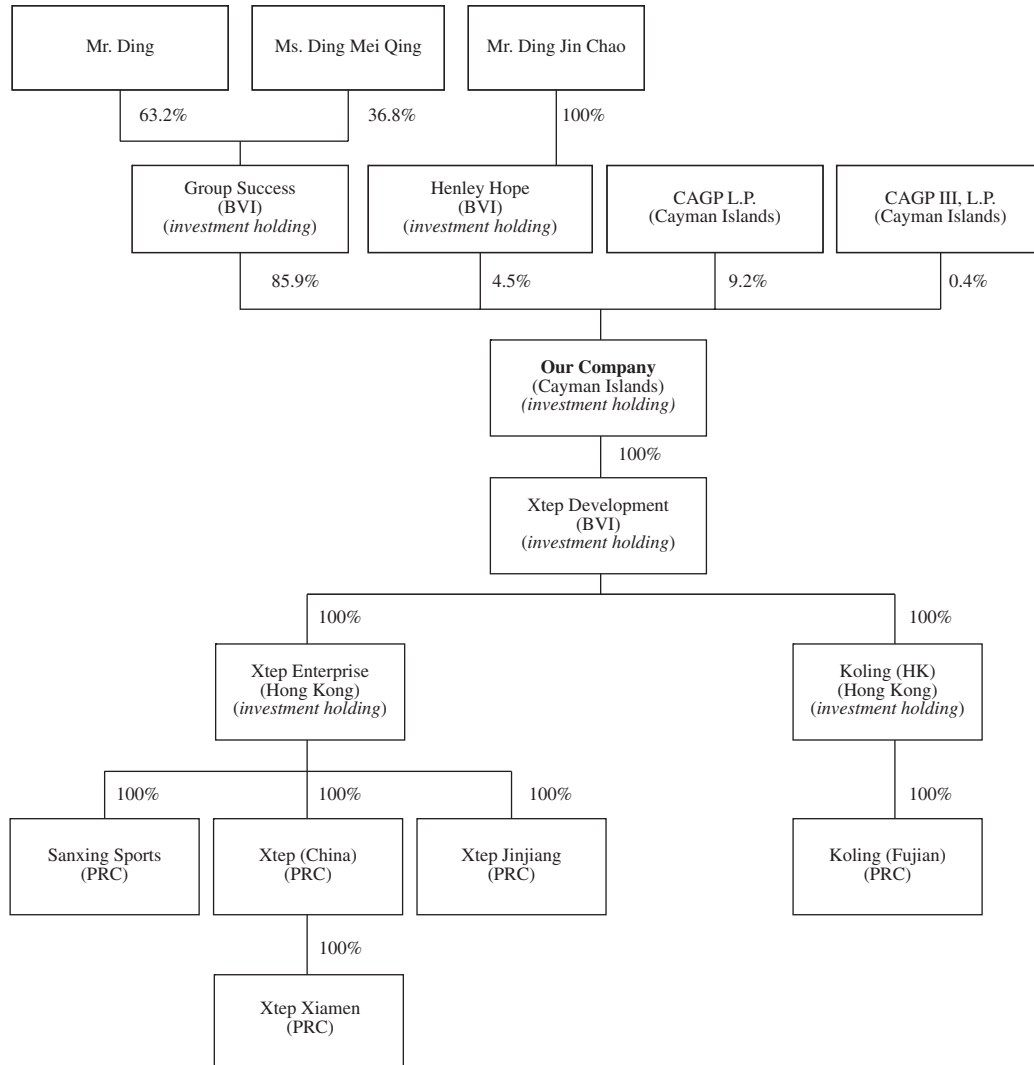 Mr. Ding
Ms. Ding Mei Qing
Mr. Ding Jin Chao
63.2%
36.8%
100%
Group Success
(BVI)
(investment holding)
Henley Hope
(BVI)
(investment holding)
CAGP L.P.
(Cayman Islands)
CAGP III, L.P.
(Cayman Islands)
85.9%
4.5%
9.2%
0.4%
Our Company
(Cayman Islands)
(investment holding)
100%
Xtep Development
(BVI)
(investment holding)
100%
100%
Xtep Enterprise
(Hong Kong)
(investment holding)
Koling (HK)
(Hong Kong)
(investment holding)
100%
100%
100%
100%
Sanxing Sports
(PRC)
Xtep (China)
(PRC)
Xtep Jinjiang
(PRC)
Koling (Fujian)
(PRC)
100%
Xtep Xiamen
(PRC)